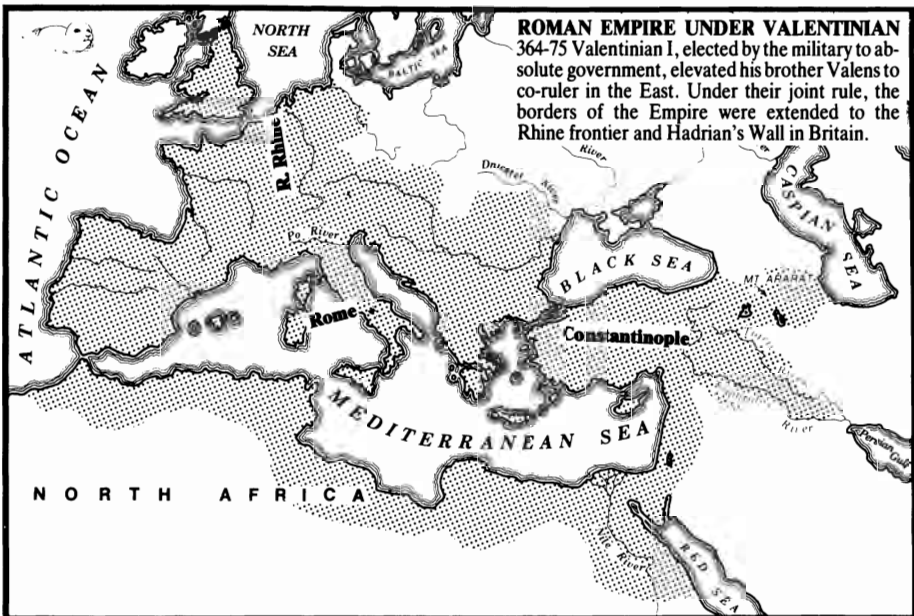 ROMAN EMPIRE UNDER VALENTINIAN
364-75 Valentinian I, elected by the military to ab-
solute government, elevated his brother Valens to
co-ruler in the East. Under their joint rule, the
borders of the Empire were extended to the
Rhine frontier and Hadrian's Wall in Britain.
NORTH
SEA
BALTIC SEA
ATLANTIC OCEAN
R. Rhine
River
River
CASPIAN
SEA
Po River
BLACK SEA
MT ARARAT
Rome
Constantinople
MEDITERRANEAN SEA
River
Persian
Gulf
NORTH AFRICA
Nile River
RED
SEA